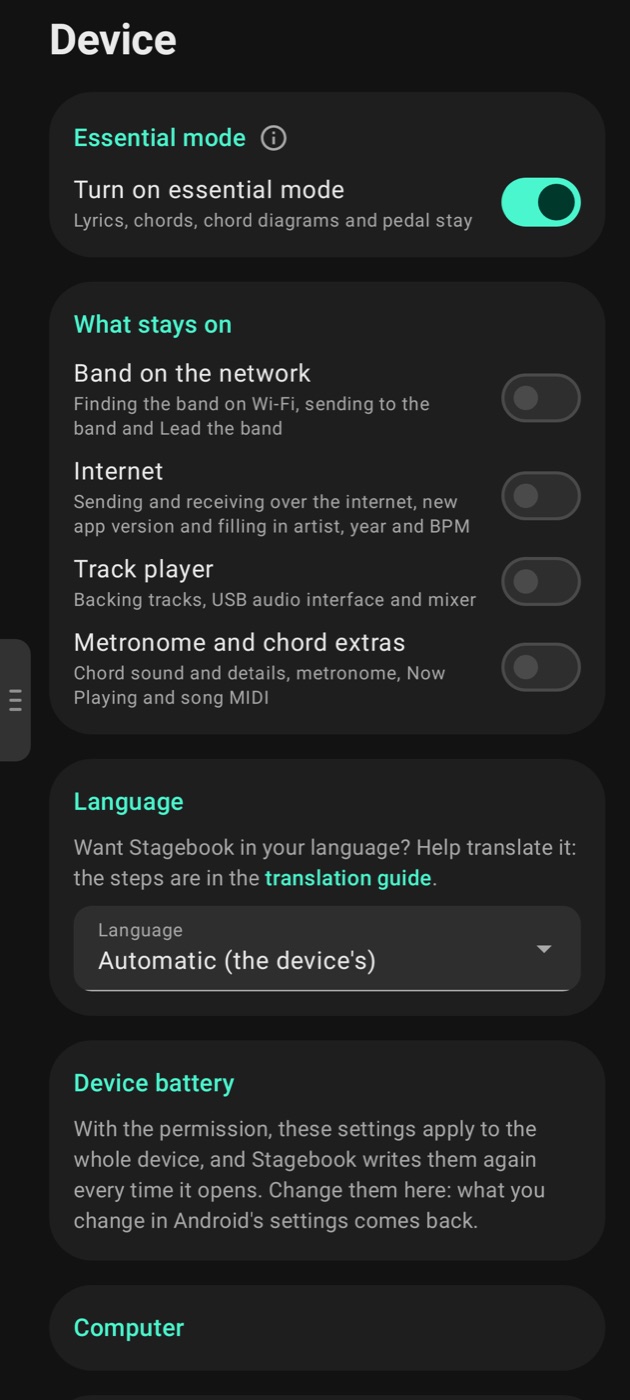 Device
Essential mode
Turn on essential mode
Lyrics, chords, chord diagrams and pedal stay
What stays on
Band on the network
Finding the band on Wi-Fi, sending to the
band and Lead the band
Internet
Sending and receiving over the internet, new
app version and filling in artist, year and BPM
Track player
Backing tracks, USB audio interface and mixer
Metronome and chord extras
Chord sound and details, metronome, Now
Playing and song MIDI
Language
Want Stagebook in your language? Help translate it:
the steps are in the translation guide.
Language
Automatic (the device's)
Device battery
With the permission, these settings apply to the
whole device, and Stagebook writes them again
every time it opens. Change them here: what you
change in Android's settings comes back.
Computer